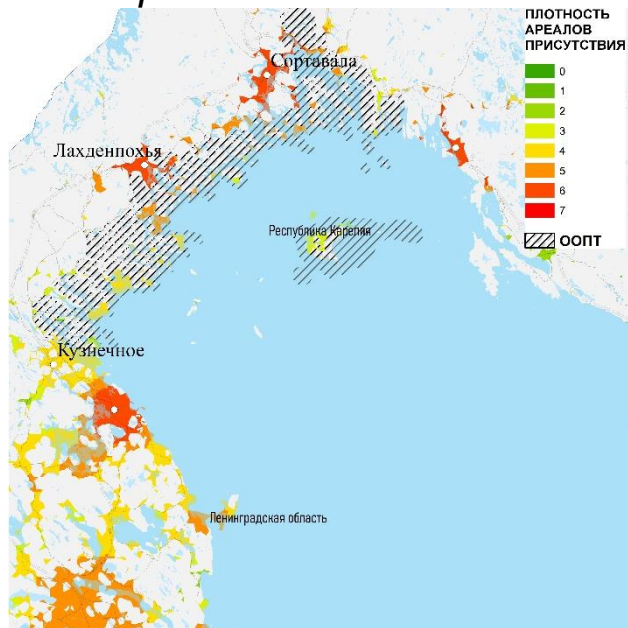 ПЛОТНОСТЬ
АРЕАЛОВ
ПРИСУТСТВИЯ
0
1
2
3
4
5
6
7
ООПТ
Сортавала
Лахденпохья
Республика Карелия
Кузнечное
Ленинградская область